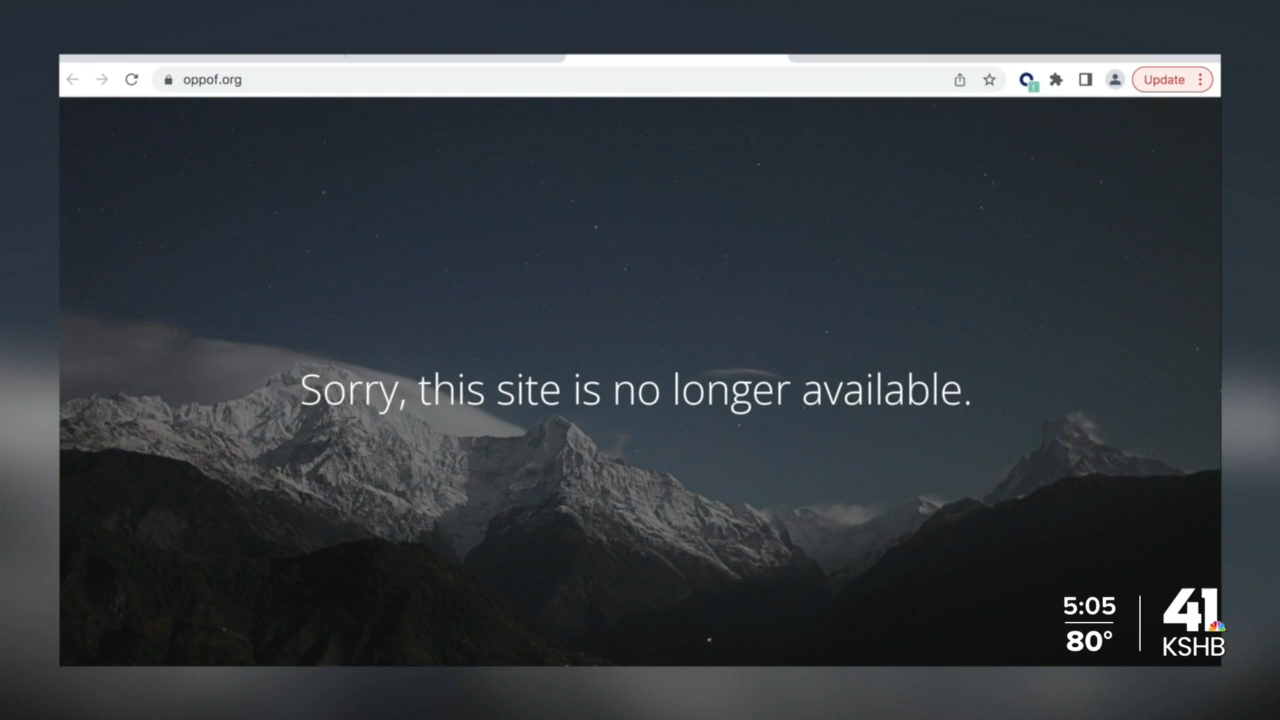 oppof.org
Update
Sorry, this site is no longer available.
5:05
80°
41
KSHB